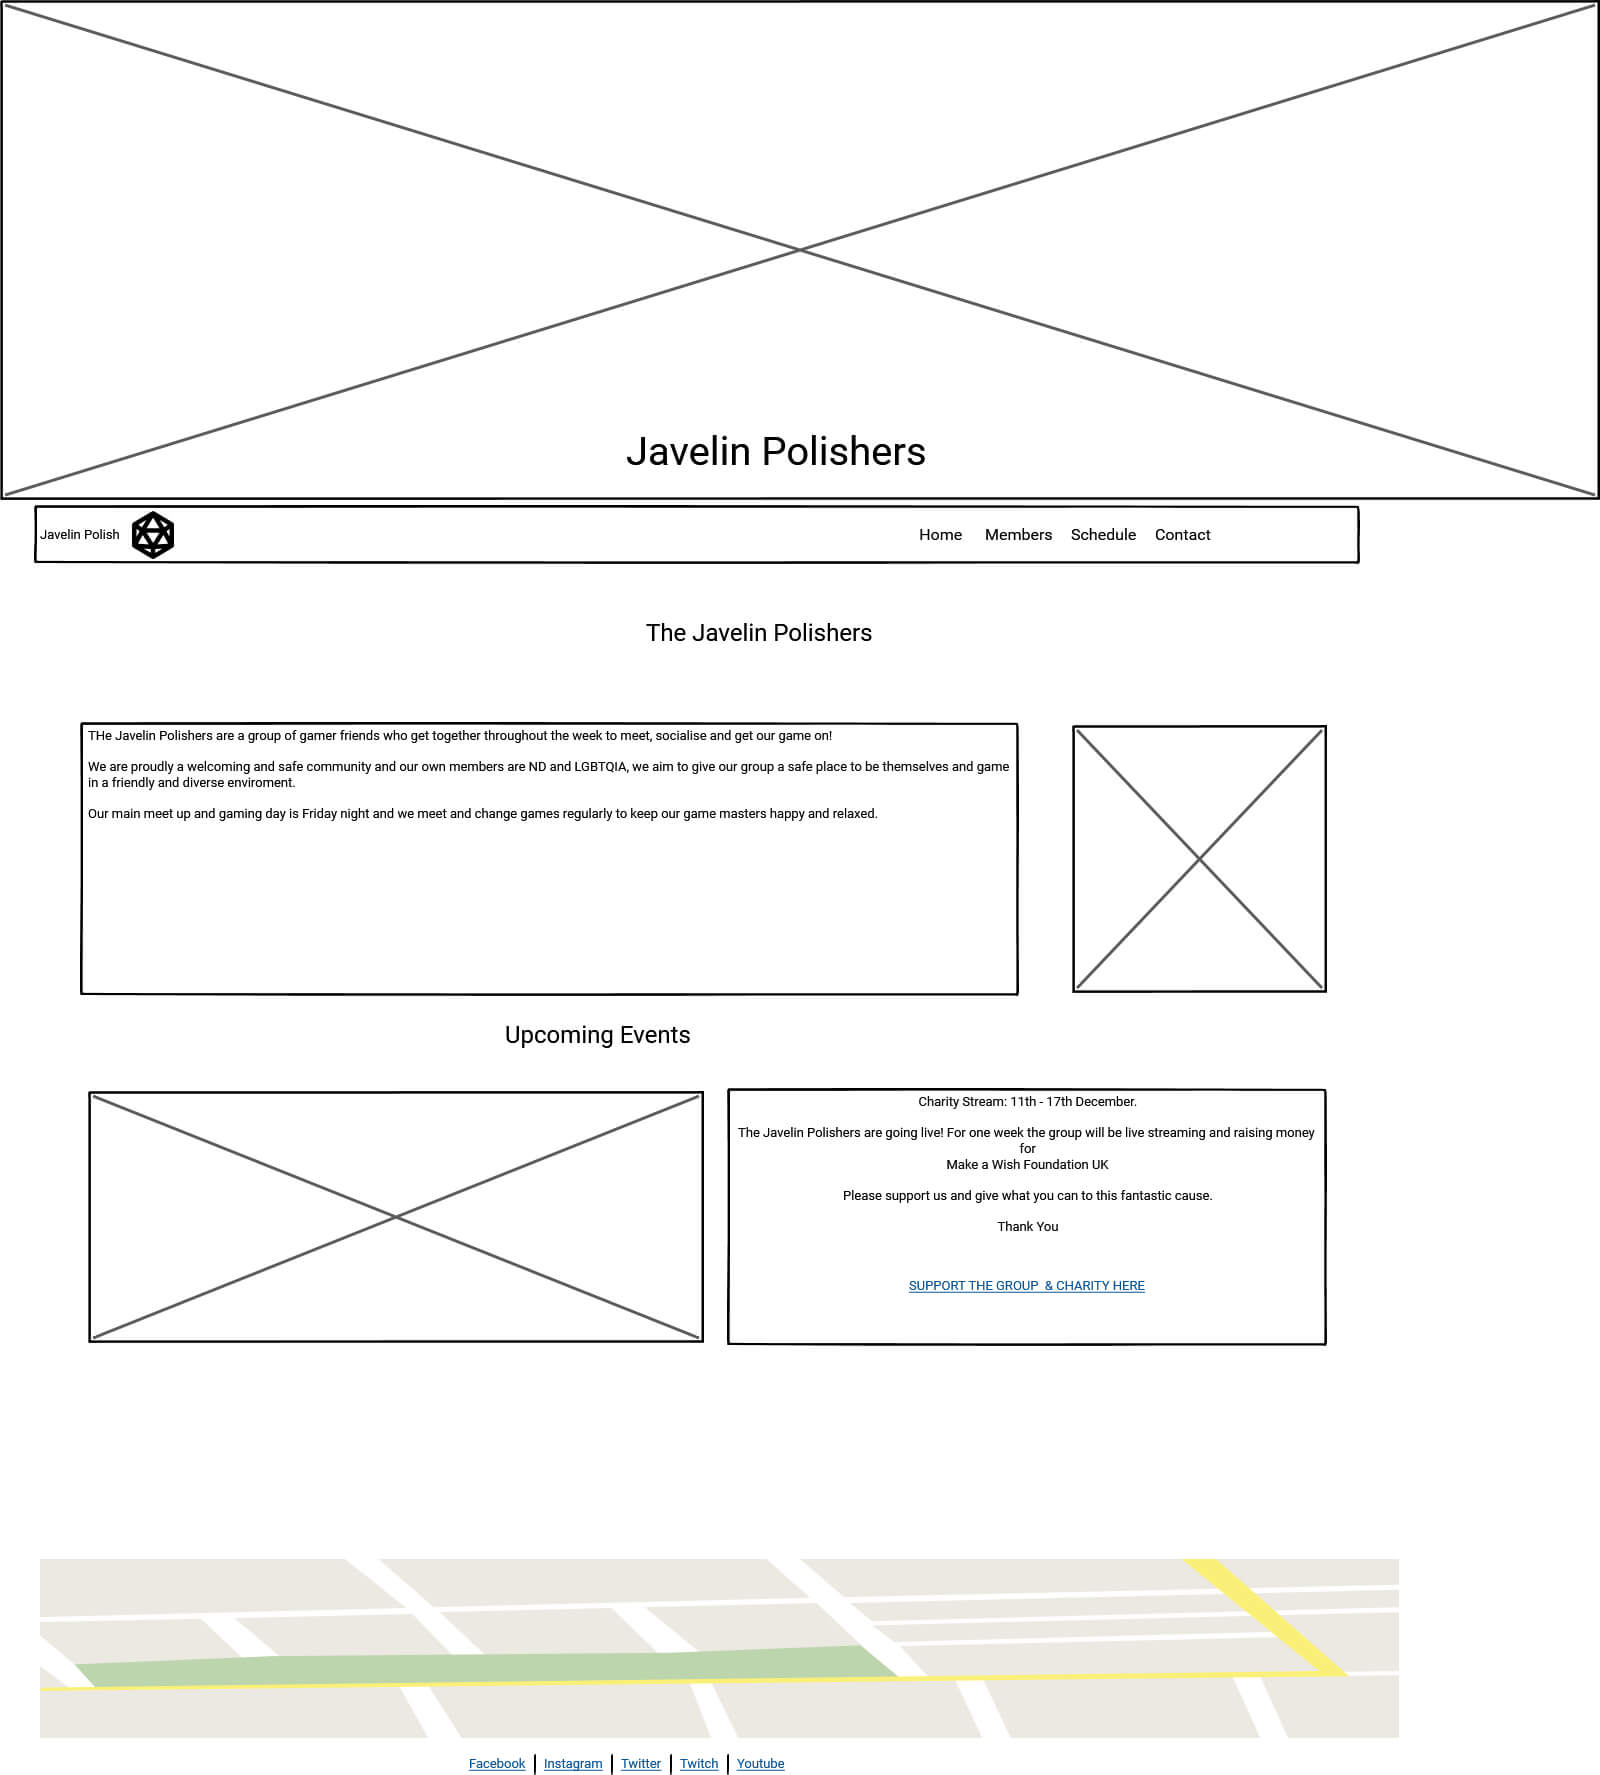 Javelin Polishers
Javelin Polish
Home Members Schedule Contact
The Javelin Polishers
THe Javelin Polishers are a group of gamer friends who get together throughout the week to meet, socialise and get our game on!
We are proudly a welcoming and safe community and our own members are ND and LGBTQIA, we aim to give our group a safe place to be themselves and game
in a friendly and diverse enviroment.
Our main meet up and gaming day is Friday night and we meet and change games regularly to keep our game masters happy and relaxed.
Upcoming Events
Charity Stream: 11th - 17th December.
The Javelin Polishers are going live! For one week the group will be live streaming and raising money
for
Make a Wish Foundation UK
Please support us and give what you can to this fantastic cause.
Thank You
SUPPORT THE GROUP & CHARITY HERE
Facebook | Instagram | Twitter | Twitch | Youtube